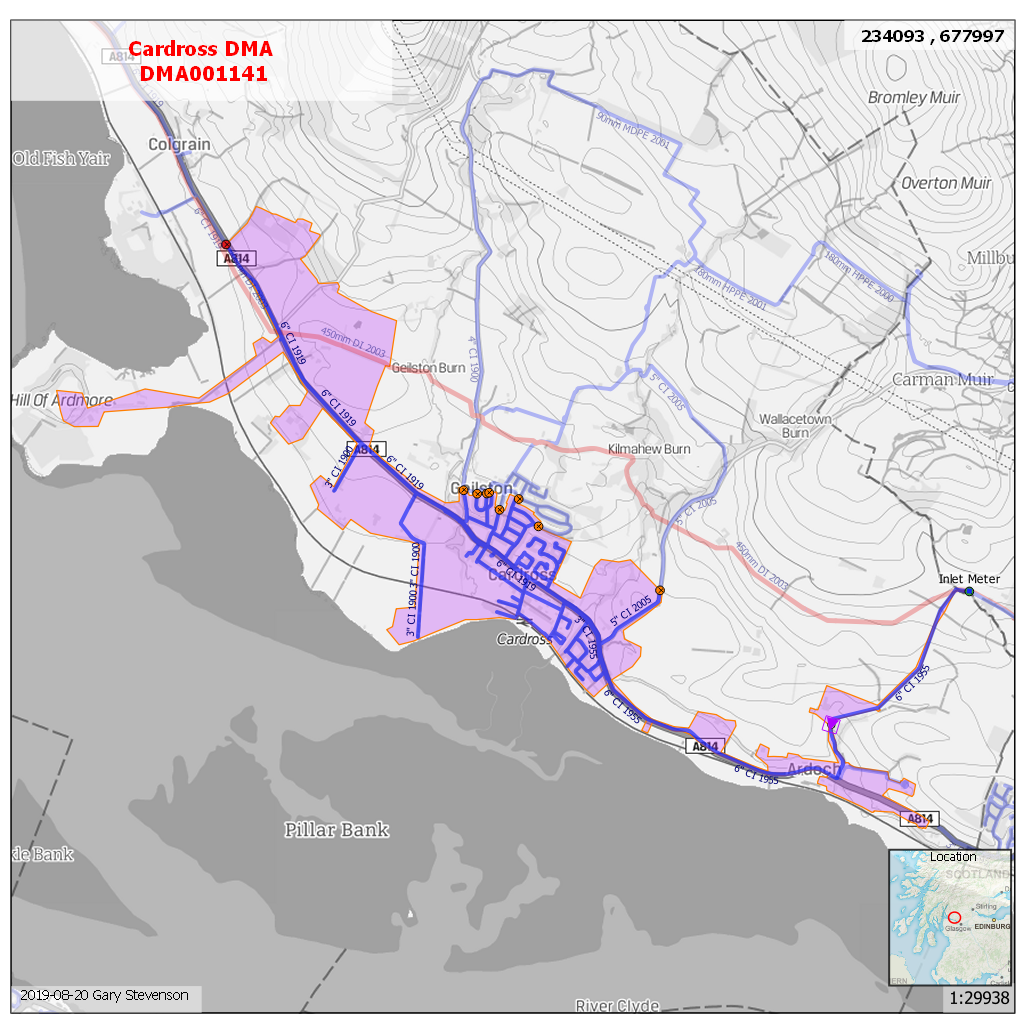 Cardross DMA
DMA001141
234093 , 677997
A814
Bromley Muir
Colgrain
Old Fish Yair
90mm MDPE 2001
Overton Muir
A814
Millbu
180mm HPPE 2001
180mm HPPE 2000
6" CI 1919
450mm DI 2003
4" CI 1900
Geilston Burn
5" CI 2005
Carman Muir
Hill Of Ardmore
6" CI 1919
Wallacetown
Burn
A814
Kilmahew Burn
6" CI 1919
3" CI 1900
Geilston
5" CI 2005
450mm DI 2003
Cardross
6" CI 1919
Inlet Meter
3" CI 1900
3" CI 1900
5" CI 2005
3" CI 1955
Cardross
6" CI 1955
6" CI 1955
A814
Ardoch
6" CI 1955
A814
Pillar Bank
de Bank
Location
SCOTLAND
Stirling
Glasgow
EDINBURG
2019-08-20 Gary Stevenson
River Clyde
1:29938